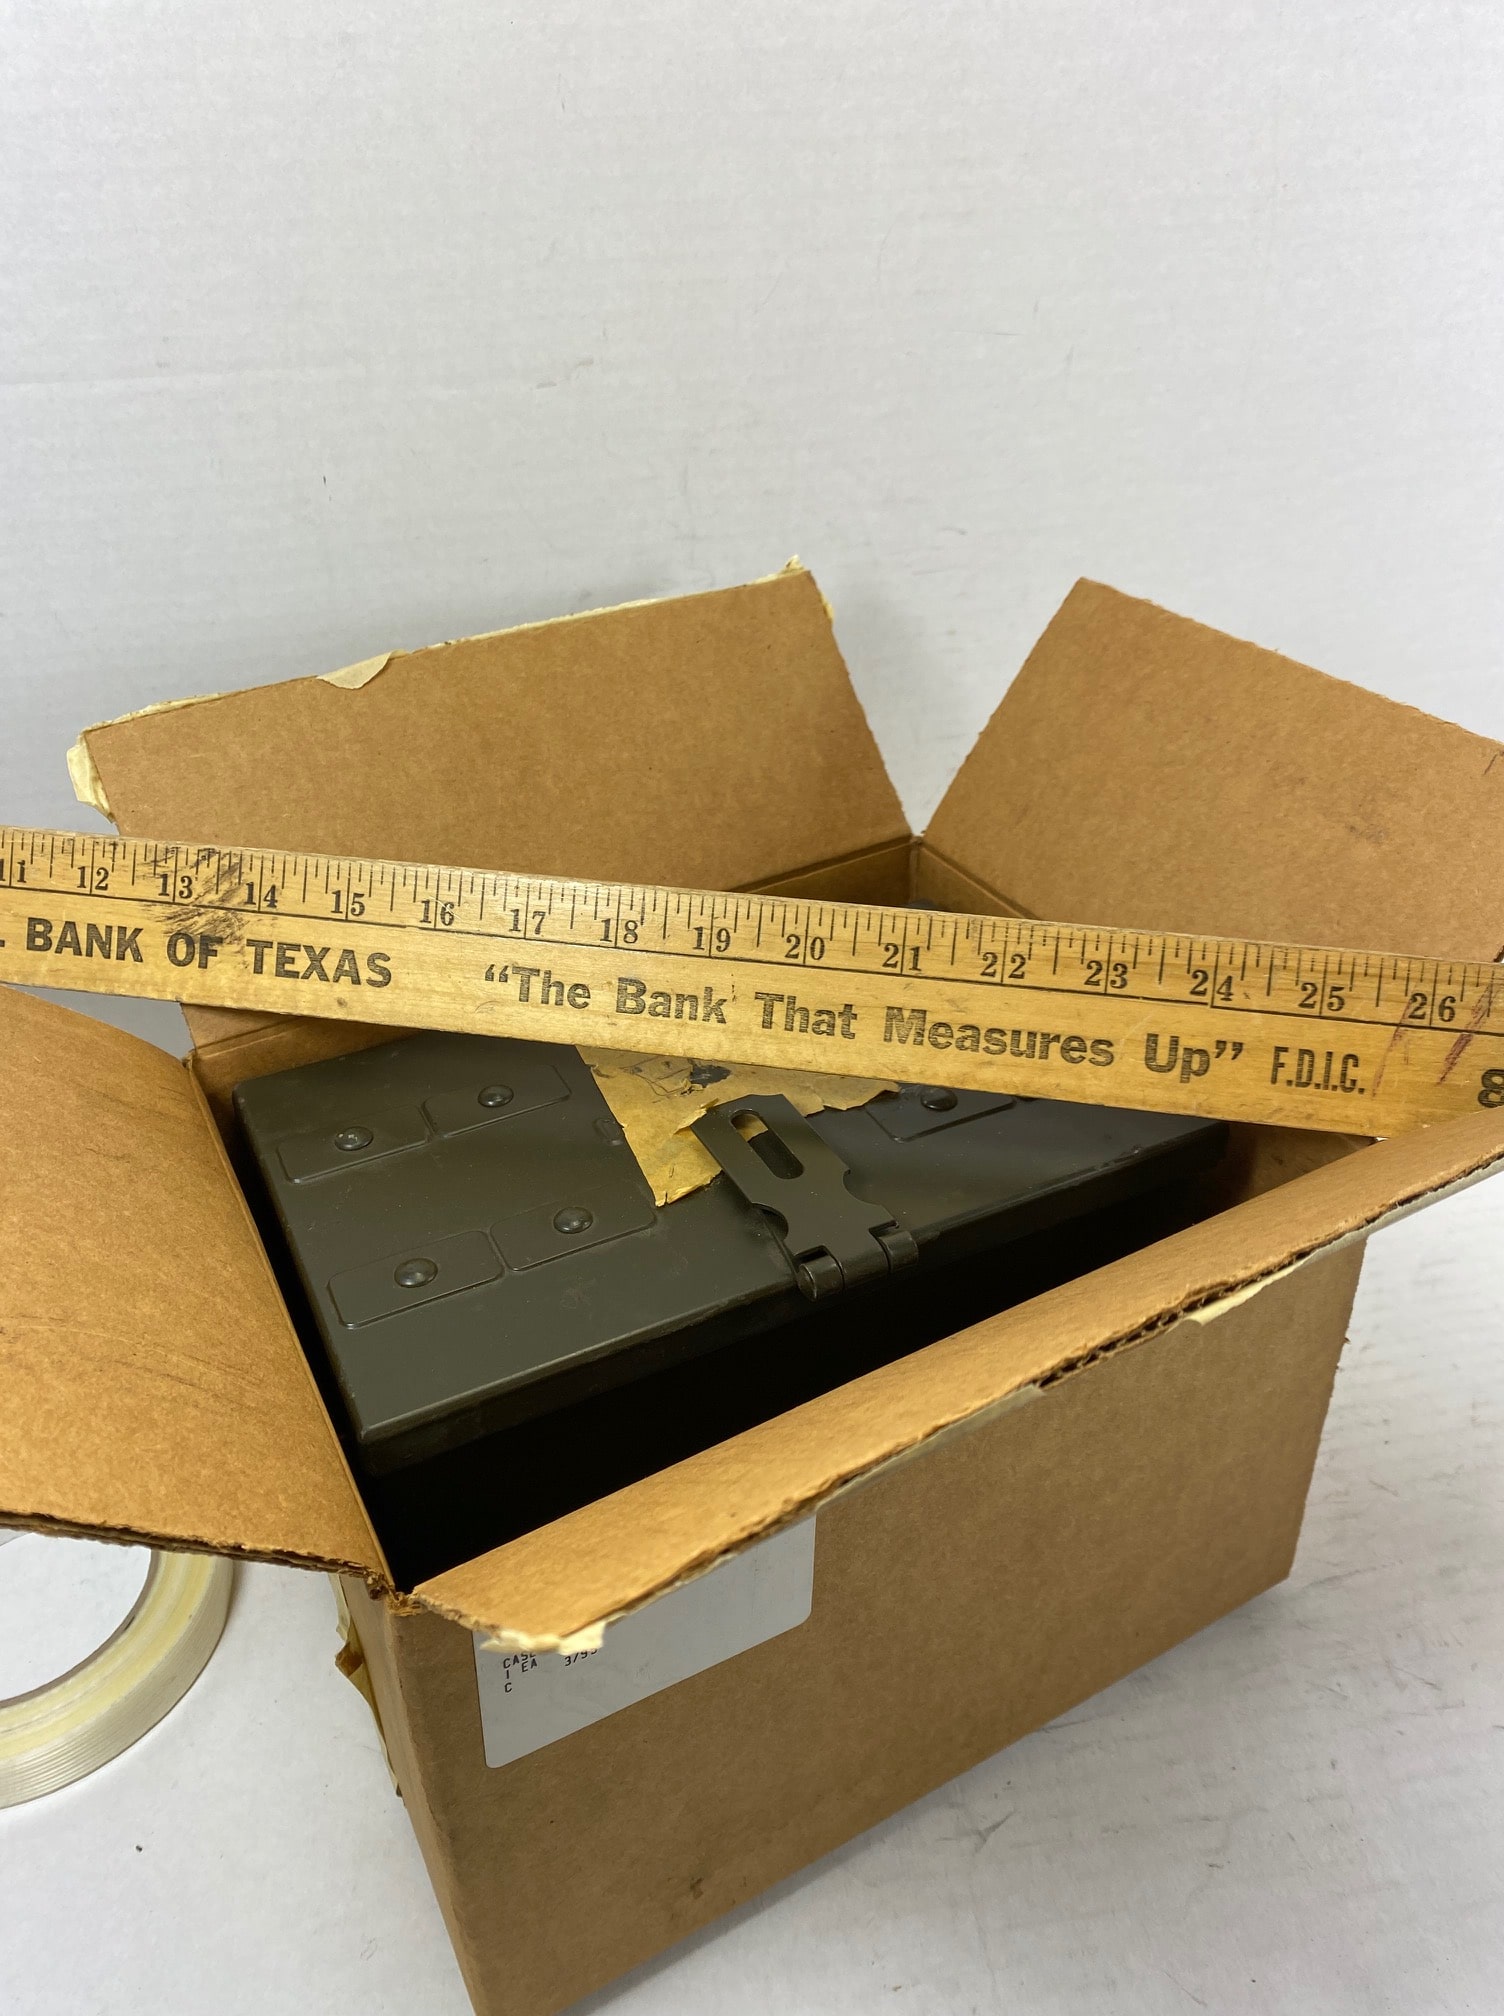 11 12 13 14 15 16 17 18 19 20 21 22 23 24 25 26
BANK OF TEXAS "The Bank That Measures Up" F.D.I.C.
1 EA
C